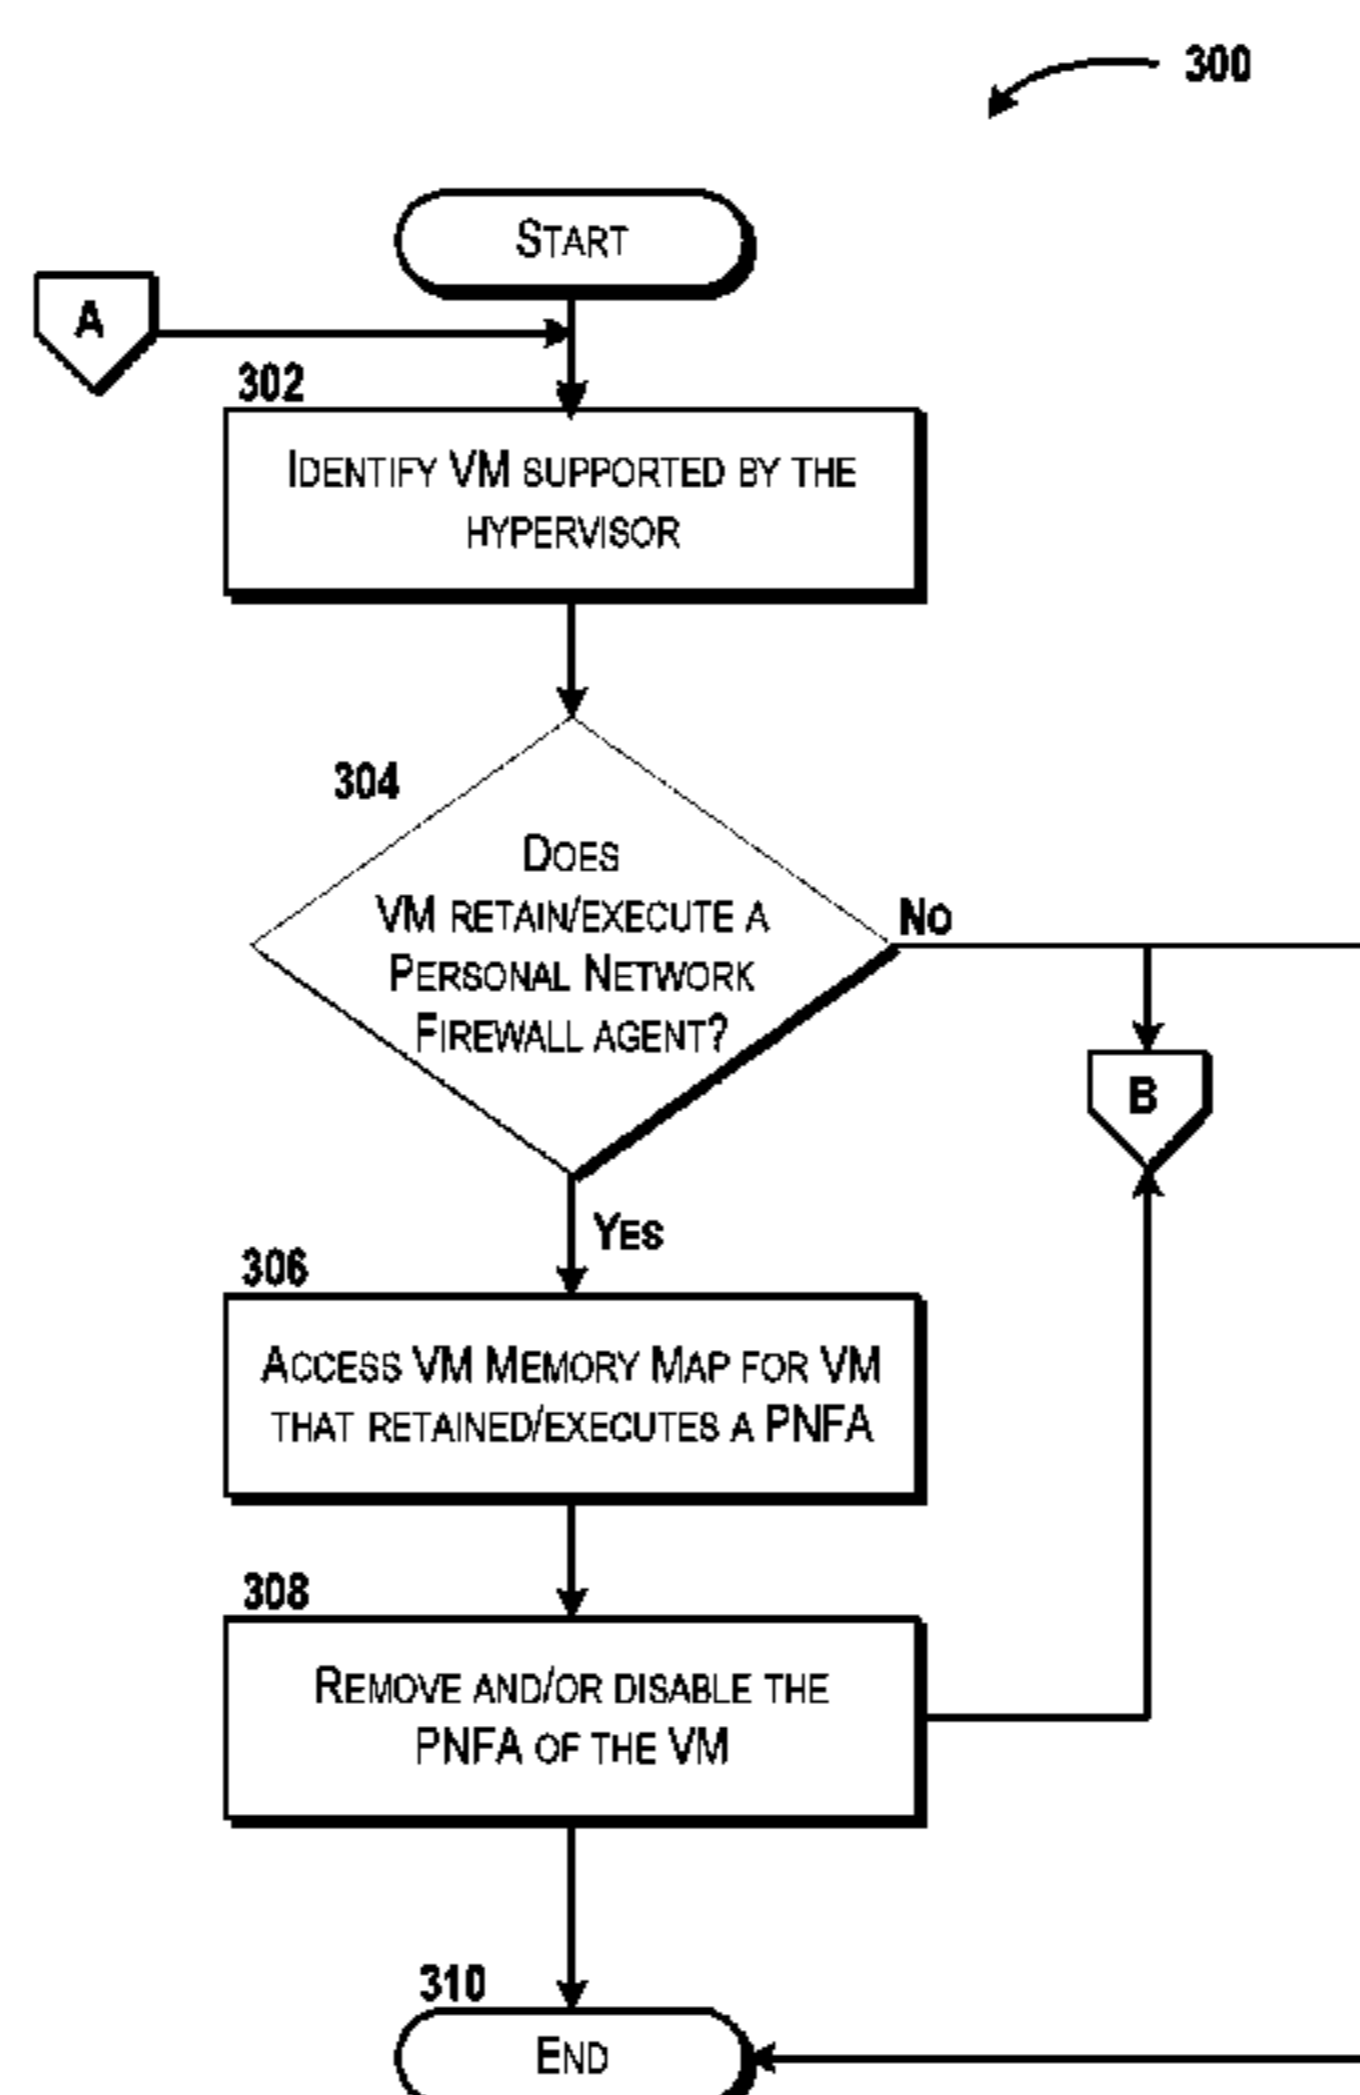 300
START
A
302
IDENTIFY VM SUPPORTED BY THE
HYPERVISOR
304
DOES
VM RETAIN/EXECUTE A
PERSONAL NETWORK
FIREWALL AGENT?
NO
B
YES
306
ACCESS VM MEMORY MAP FOR VM
THAT RETAINED/EXECUTES A PNFA
308
REMOVE AND/OR DISABLE THE
PNFA OF THE VM
310
END